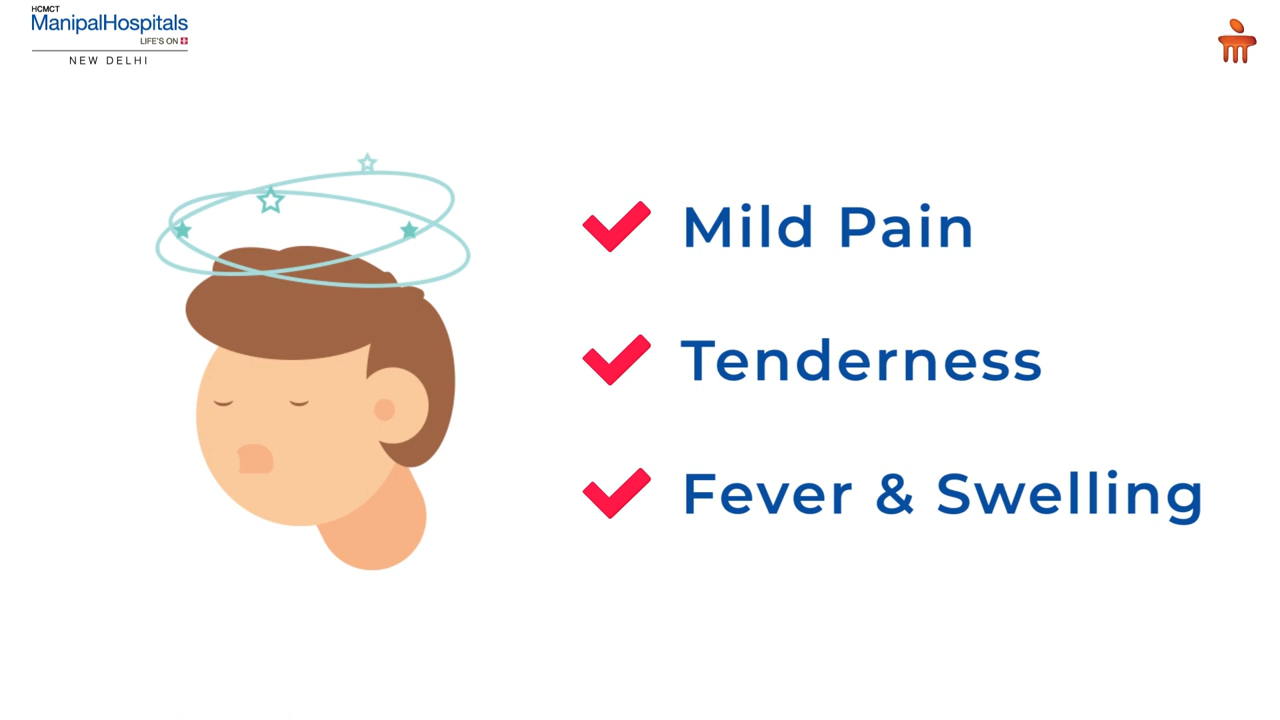 HCMCT
ManipalHospitals
LIFE'S ON
NEW DELHI
Mild Pain
Tenderness
Fever & Swelling